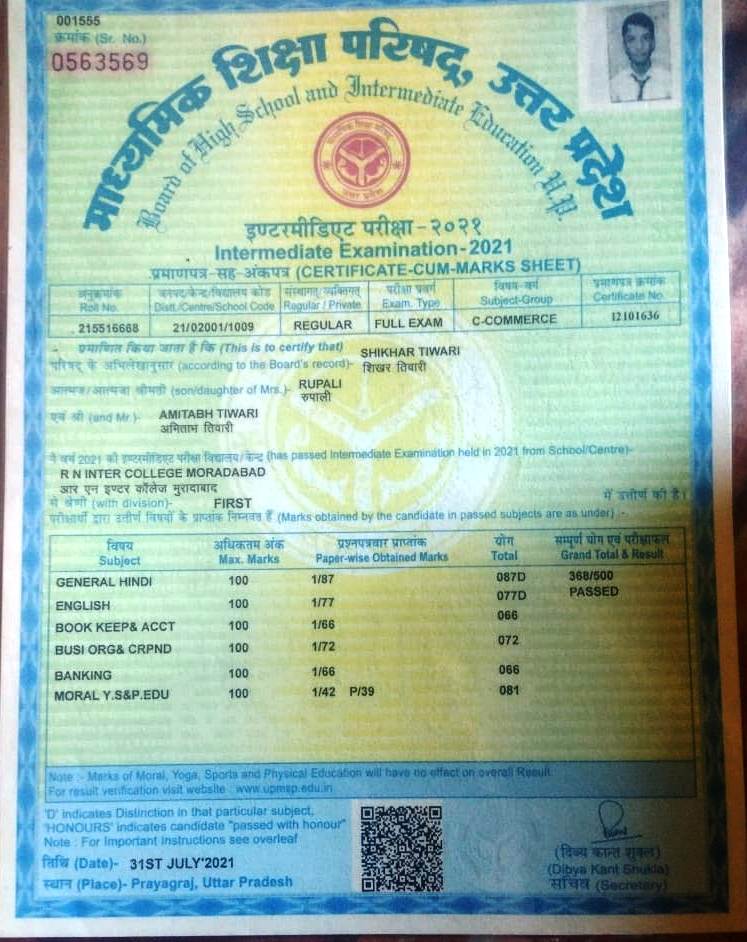 001555
क्रमांक (Sr. No.)
0563569
माध्यमिक शिक्षा परिषद्, उत्तर प्रदेश
Board of High School and Intermediate Education U.P.
इण्टरमीडिएट परीक्षा - २०२१
Intermediate Examination-2021
प्रमाणपत्र-सह-अंकपत्र (CERTIFICATE-CUM-MARKS SHEET)
अनुक्रमांक जनपद/केन्द्र/विद्यालय कोड संस्थागत/व्यक्तिगत परीक्षा प्रवर्ग विषय-वर्ग प्रमाणपत्र क्रमांक
Roll No. Distt./Centre/School Code Regular / Private Exam. Type Subject-Group Certificate No.
215516668 21/02001/1009 REGULAR FULL EXAM C-COMMERCE 12101636
प्रमाणित किया जाता है कि (This is to certify that) SHIKHAR TIWARI
परिषद् के अभिलेखानुसार (according to the Board's record)- शिखर तिवारी
आत्मज/आत्मजा श्रीमती (son/daughter of Mrs.)- RUPALI
रुपाली
एवं श्री (and Mr.)- AMITABH TIWARI
अमिताभ तिवारी
ने वर्ष 2021 की इण्टरमीडिएट परीक्षा विद्यालय/केन्द्र (has passed Intermediate Examination held in 2021 from School/Centre)-
R N INTER COLLEGE MORADABAD
आर एन इण्टर कॉलेज मुरादाबाद
में श्रेणी (with division)- FIRST में उत्तीर्ण की है।
परीक्षार्थी द्वारा उत्तीर्ण विषयों के प्राप्तांक निम्नवत हैं (Marks obtained by the candidate in passed subjects are as under) :-
विषय अधिकतम अंक प्रश्नपत्रवार प्राप्तांक योग सम्पूर्ण योग एवं परीक्षाफल
Subject Max. Marks Paper-wise Obtained Marks Total Grand Total & Result
GENERAL HINDI 100 1/87 087D 368/500
ENGLISH 100 1/77 077D PASSED
BOOK KEEP& ACCT 100 1/66 066
BUSI ORG& CRPND 100 1/72 072
BANKING 100 1/66 066
MORAL Y.S&P.EDU 100 1/42 P/39 081
Note :- Marks of Moral, Yoga, Sports and Physical Education will have no effect on overall Result.
For result verification visit website : www.upmsp.edu.in
'D' indicates Distinction in that particular subject,
'HONOURS' indicates candidate "passed with honour"
Note : For Important Instructions see overleaf
तिथि (Date)- 31ST JULY'2021
स्थान (Place)- Prayagraj, Uttar Pradesh
(दिव्य कान्त शुक्ल)
(Dibya Kant Shukla)
सचिव (Secretary)